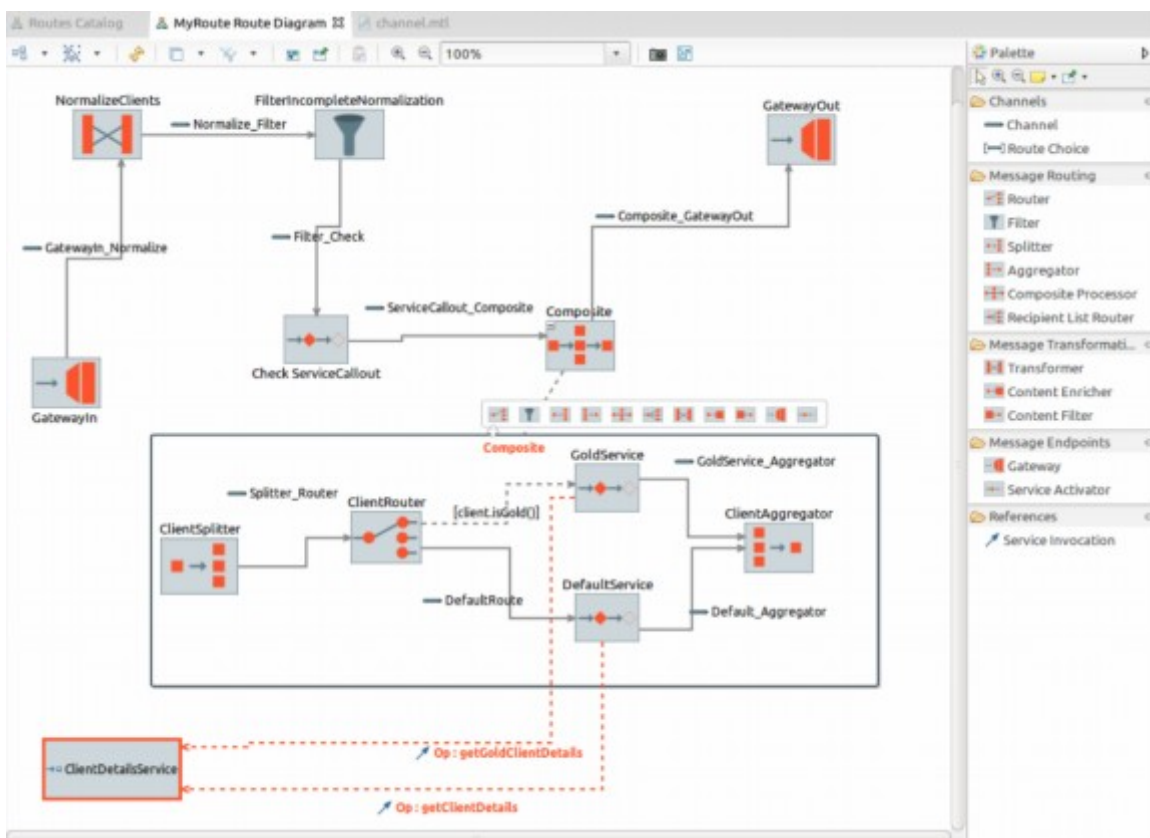 Routes Catalog
MyRoute Route Diagram
channel.mtl
100%
NormalizeClients
FilterIncompleteNormalization
GatewayOut
Normalize_Filter
Composite_GatewayOut
GatewayIn_Normalize
Filter_Check
ServiceCallout_Composite
Composite
Check ServiceCallout
GatewayIn
Composite
GoldService
GoldService_Aggregator
Splitter_Router
ClientRouter
[client.isGold()]
ClientAggregator
ClientSplitter
DefaultService
DefaultRoute
Default_Aggregator
Op : getGoldClientDetails
ClientDetailsService
Op : getClientDetails
Palette
Channels
Channel
Route Choice
Message Routing
Router
Filter
Splitter
Aggregator
Composite Processor
Recipient List Router
Message Transformati...
Transformer
Content Enricher
Content Filter
Message Endpoints
Gateway
Service Activator
References
Service Invocation